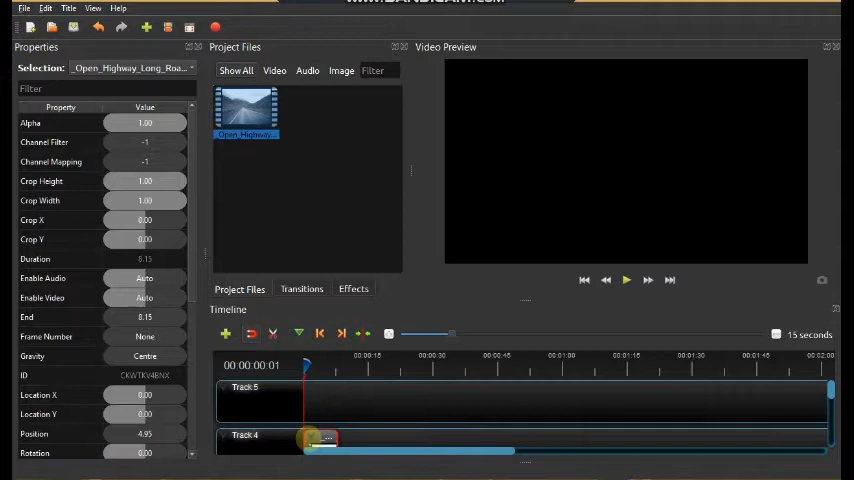 www.BANDICAM.com
File Edit Title View Help
Properties
Project Files
Video Preview
Selection: _Open_Highway_Long_Roa...
Show All Video Audio Image Filter
Filter
Property Value
Alpha 1.00
Channel Filter -1
_Open_Highway...
Channel Mapping -1
Crop Height 1.00
Crop Width 1.00
Crop X 0.00
Crop Y 0.00
Duration 8.15
Enable Audio Auto
Project Files Transitions Effects
Enable Video Auto
Timeline
End 8.15
15 seconds
Frame Number None
Gravity Centre
00:00:00:01
00:00:15 00:00:30 00:00:45 00:01:00 00:01:15 00:01:30 00:01:45 00:02:00
ID CKWTKV4BNX
Track 5
Location X 0.00
Location Y 0.00
Position 4.95
Track 4
_...
Rotation 0.00